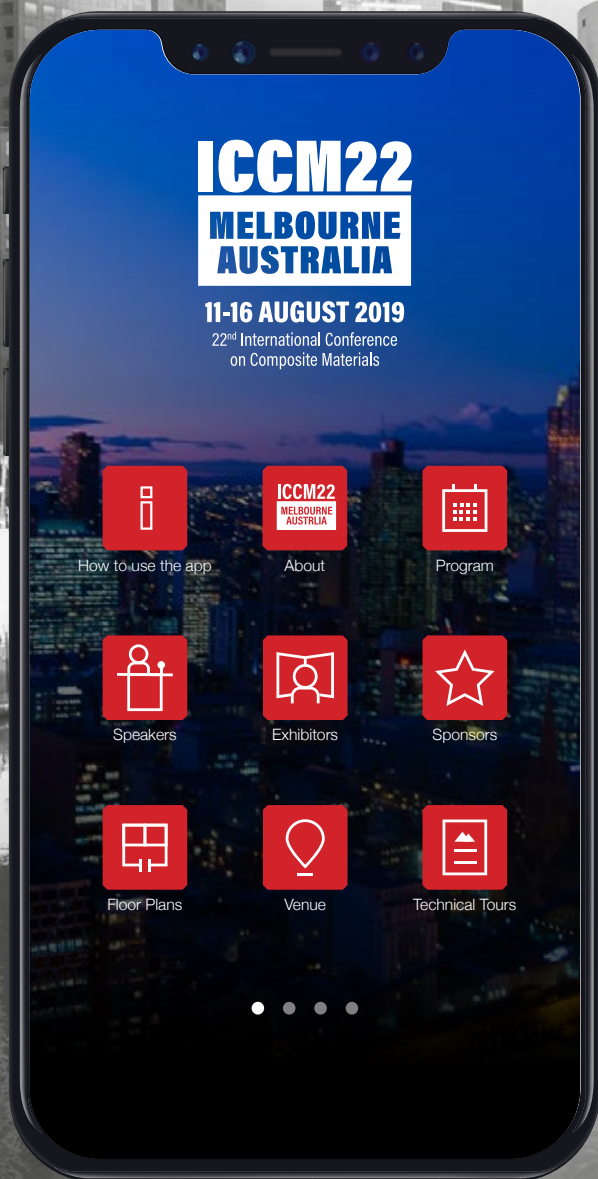 ICCM22
MELBOURNE
AUSTRALIA
11-16 AUGUST 2019
22nd International Conference
on Composite Materials
How to use the app
ICCM22
MELBOURNE
AUSTRLIA
About
Program
Speakers
Exhibitors
Sponsors
Floor Plans
Venue
Technical Tours